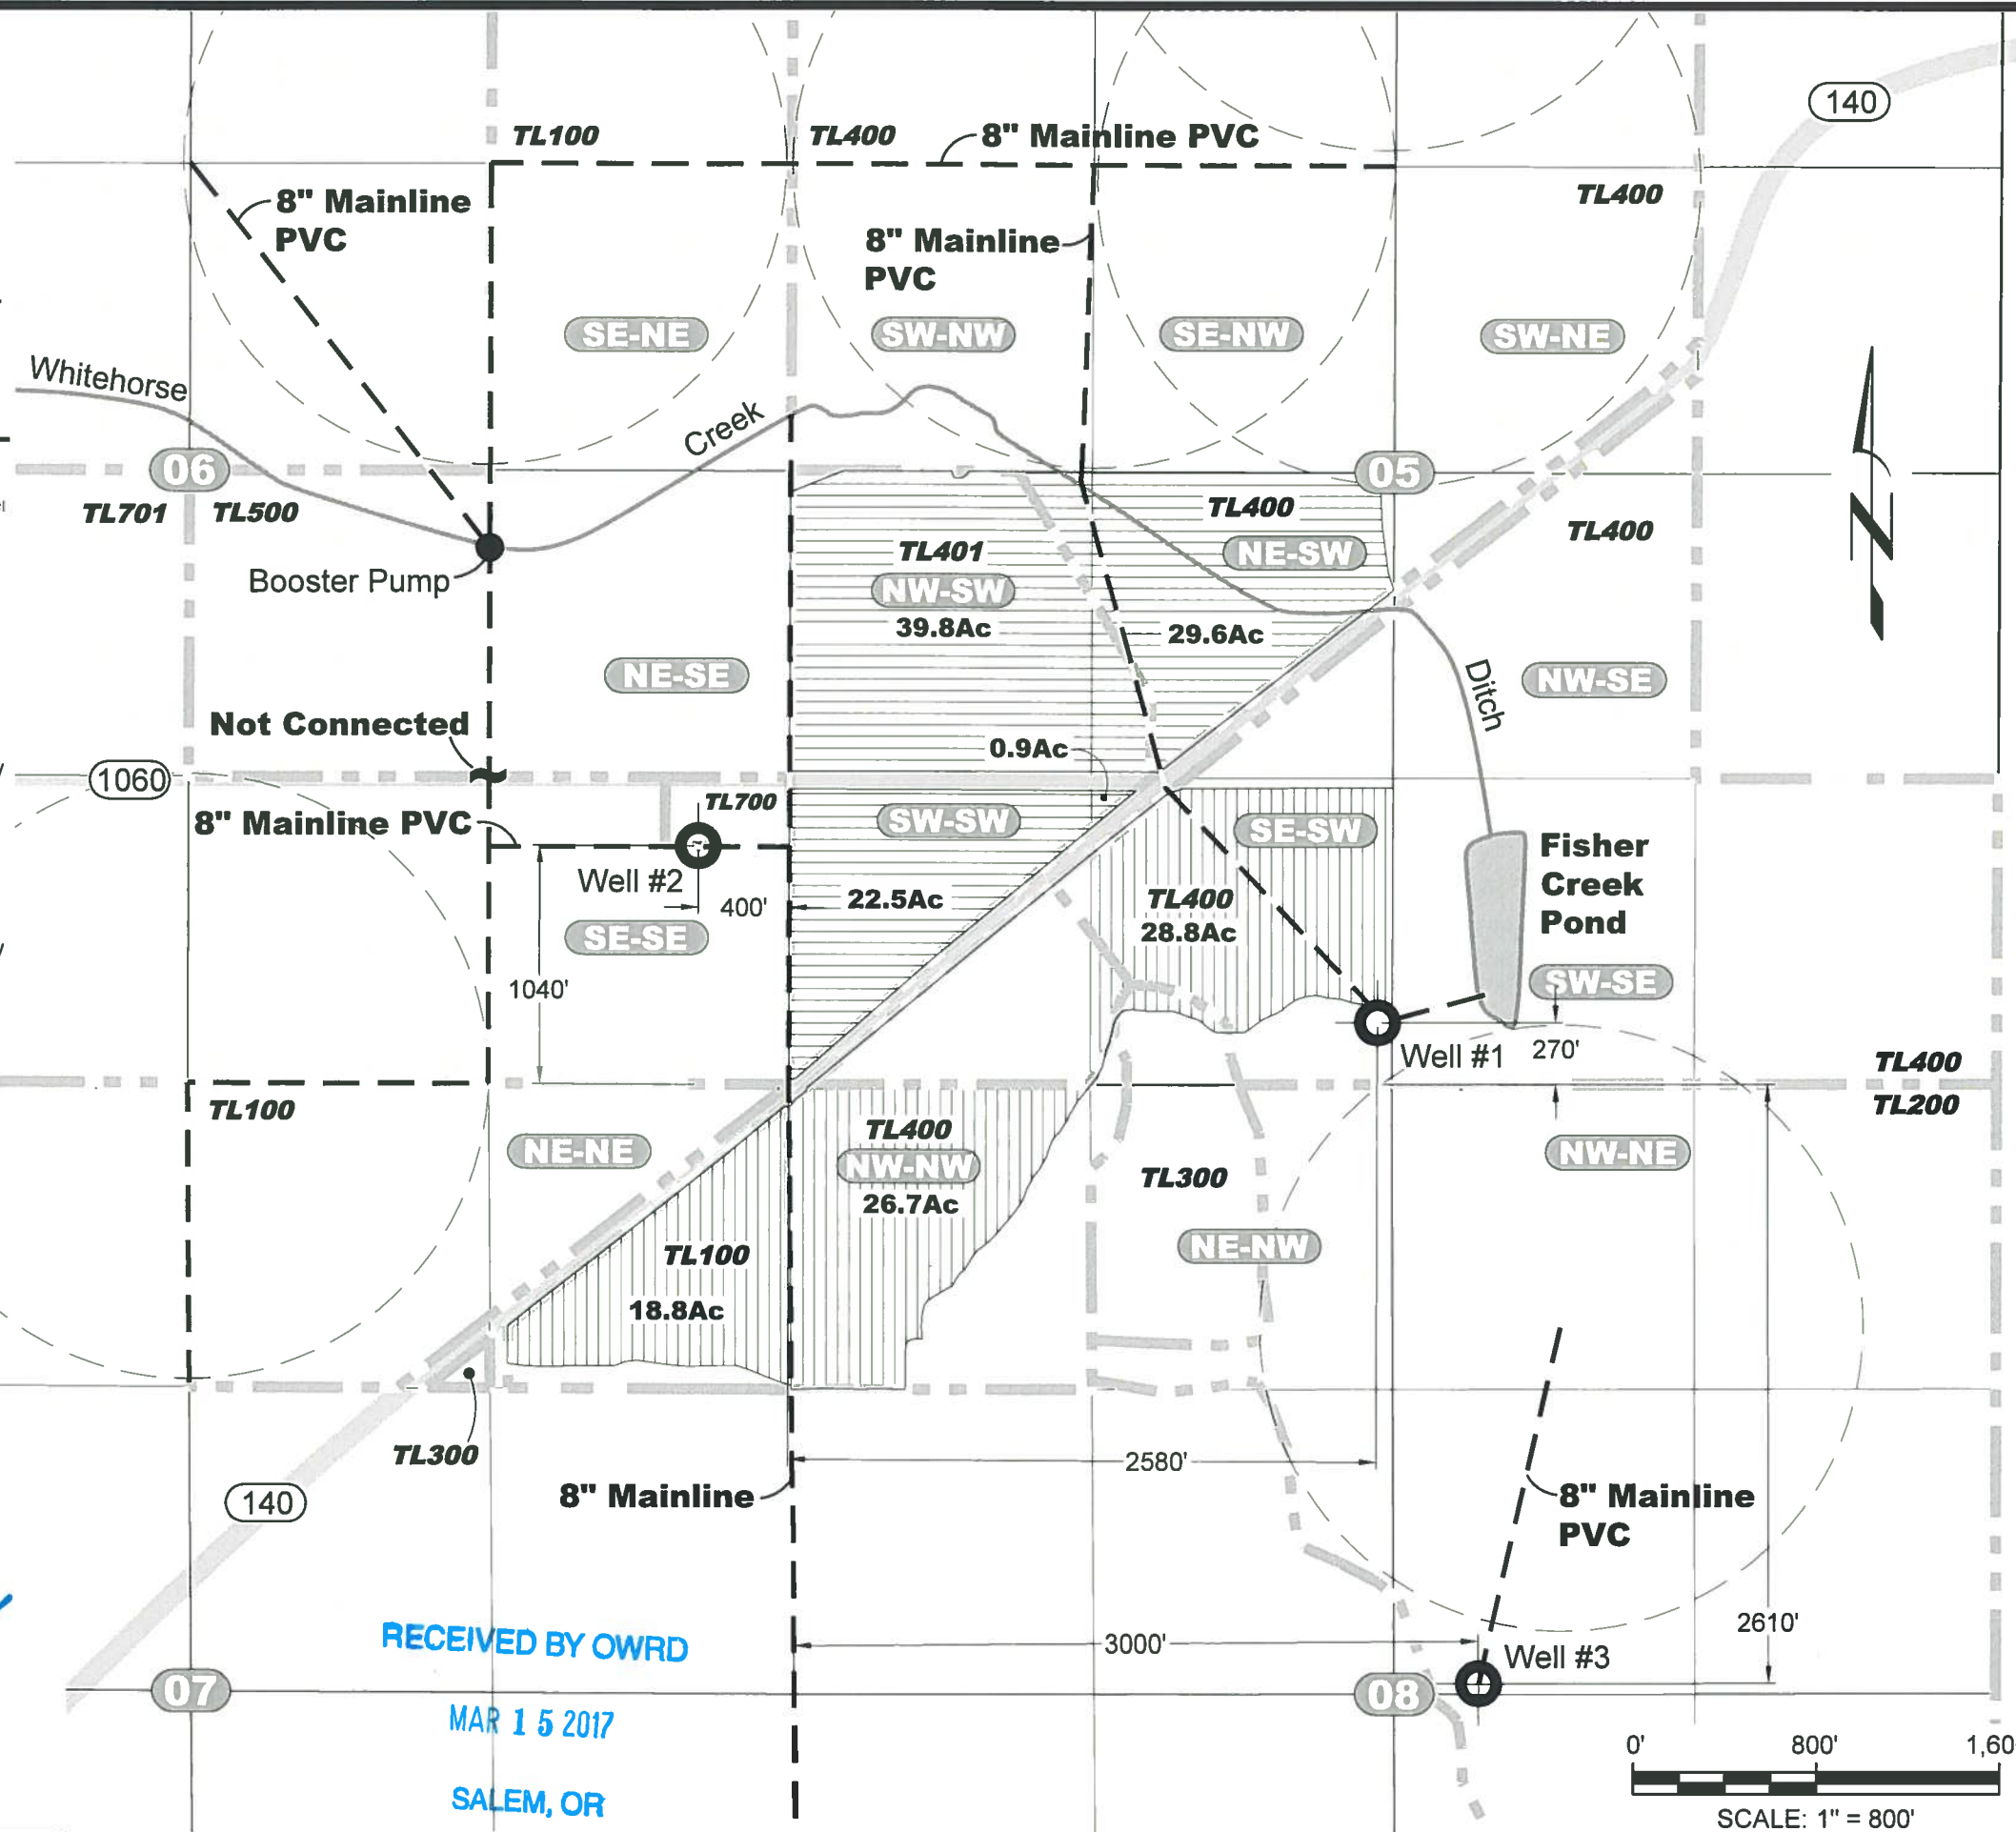 140
TL100
TL400
8" Mainline PVC
TL400
8" Mainline
PVC
8" Mainline
PVC
SE-NE
SW-NW
SE-NW
SW-NE
Whitehorse
Creek
06
05
TL701
TL500
TL400
TL400
TL401
NE-SW
NW-SW
39.8Ac
Booster Pump
29.6Ac
NE-SE
NW-SE
Ditch
Not Connected
0.9Ac
1060
TL700
8" Mainline PVC
SW-SW
SE-SW
Fisher
Creek
Pond
Well #2
400'
22.5Ac
TL400
28.8Ac
SE-SE
1040'
SW-SE
Well #1
270'
TL400
TL100
TL200
NE-NE
TL400
NW-NW
26.7Ac
NW-NE
TL300
NE-NW
TL100
18.8Ac
TL300
2580'
140
8" Mainline
8" Mainline
PVC
2610'
RECEIVED BY OWRD
3000'
Well #3
07
08
MAR 15 2017
SALEM, OR
N
0'
800'
1,60
SCALE: 1" = 800'